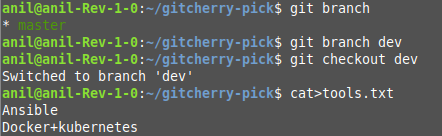 anil@anil-Rev-1-0:~/gitcherry-pick$ git branch
* master
anil@anil-Rev-1-0:~/gitcherry-pick$ git branch dev
anil@anil-Rev-1-0:~/gitcherry-pick$ git checkout dev
Switched to branch 'dev'
anil@anil-Rev-1-0:~/gitcherry-pick$ cat>tools.txt
Ansible
Docker+kubernetes